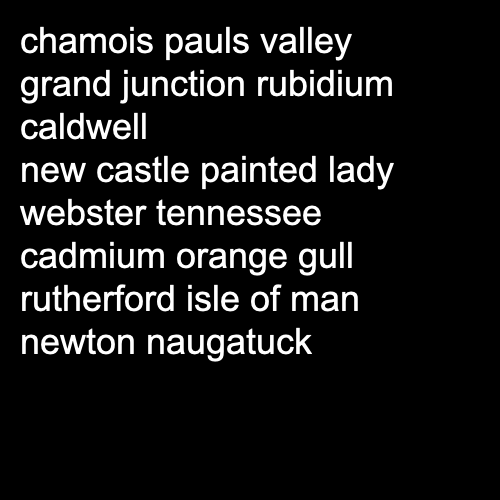 chamois pauls valley
grand junction rubidium
caldwell
new castle painted lady
webster tennessee
cadmium orange gull
rutherford isle of man
newton naugatuck